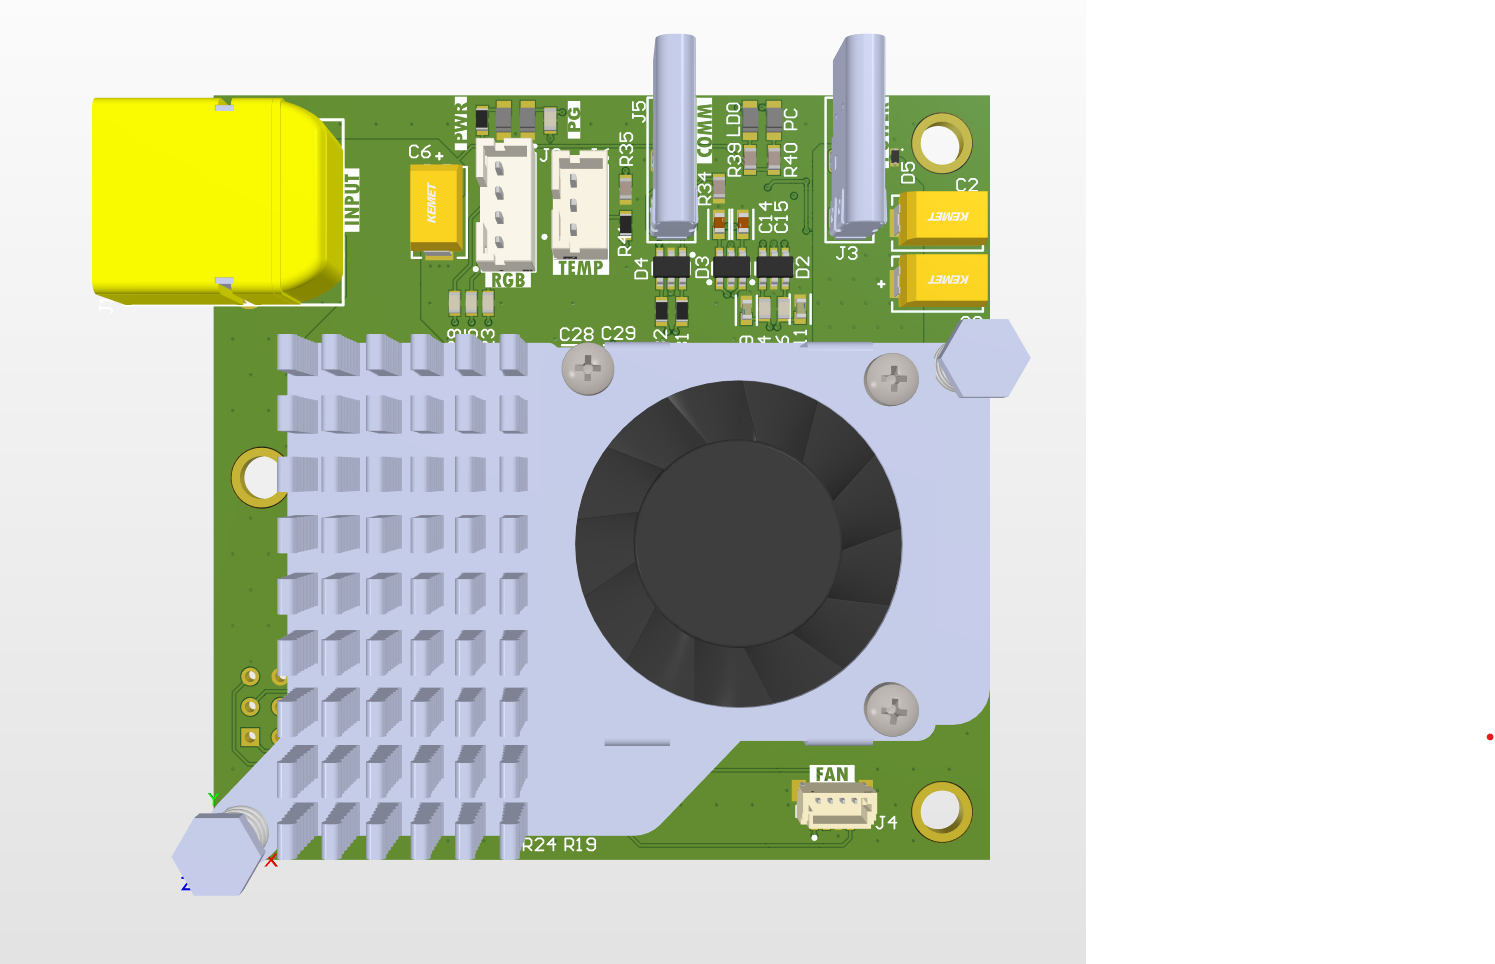 PWR
PG
J5
COMM
LDO
PC
C6
+
R35
R39
R40
D5
C2
KEMET
INPUT
R34
C14
C15
KEMET
J3
D4
D3
D2
RGB
TEMP
KEMET
+
C28
C29
FAN
J4
R24 R19
Y
X
Z